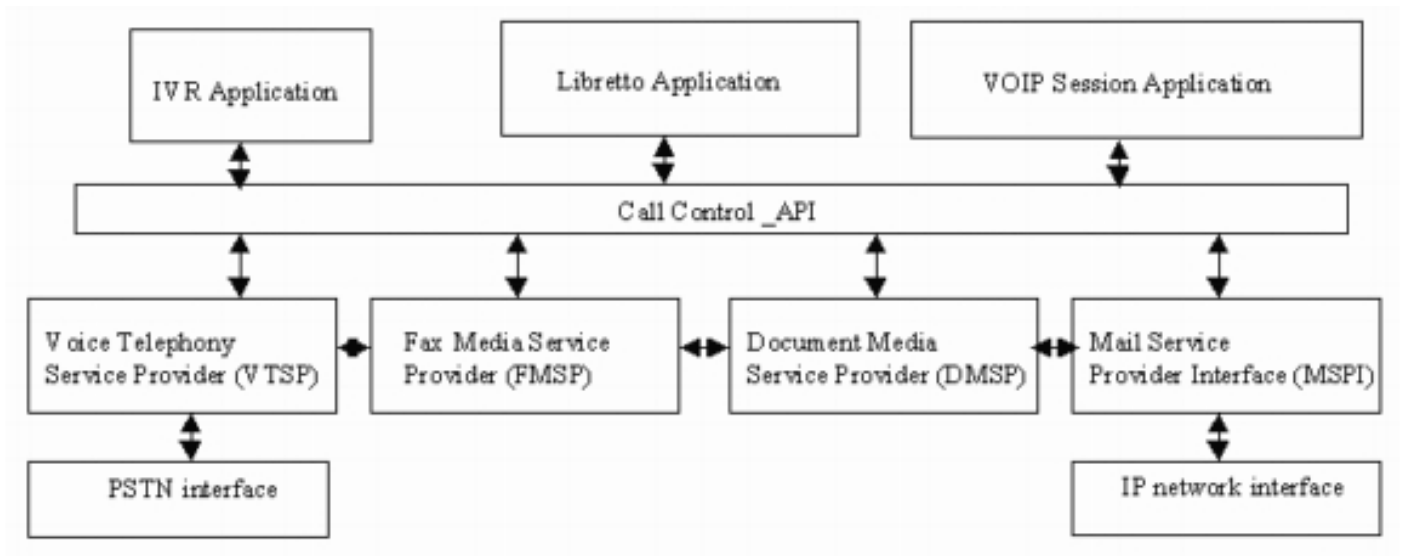 IVR Application
Libretto Application
VOIP Session Application
Call Control _API
Voice Telephony
Service Provider (VTSP)
Fax Media Service
Provider (FMSP)
Document Media
Service Provider (DMSP)
Mail Service
Provider Interface (MSPI)
PSTN interface
IP network interface